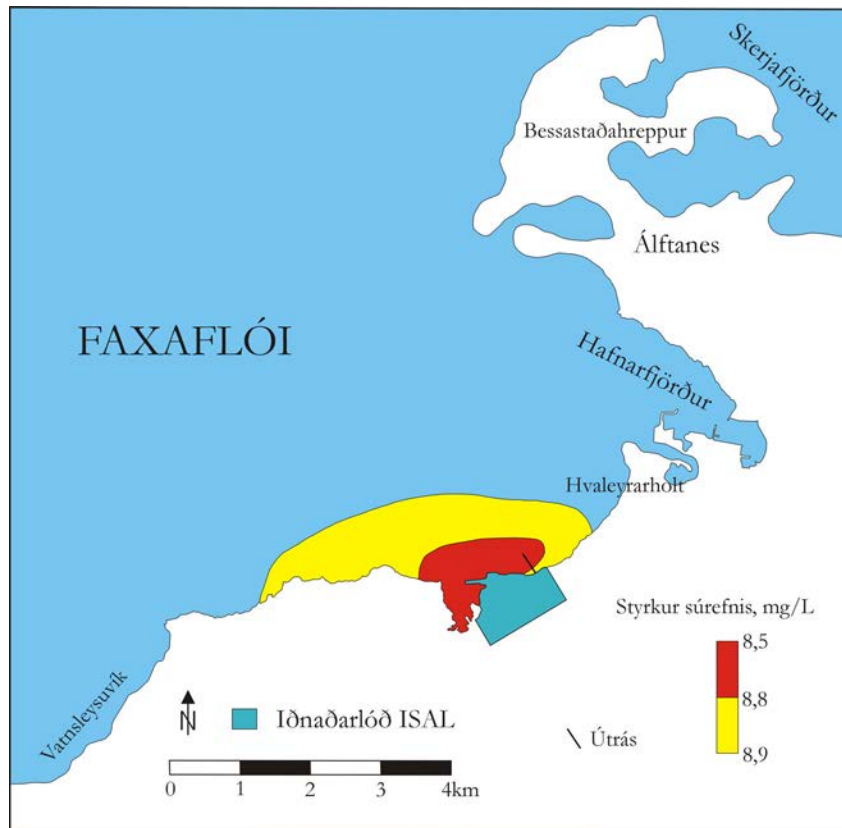 Skerjafjörður
Bessastaðahreppur
Álftanes
FAXAFLÓI
Hafnarfjörður
Hvaleyrarholt
Styrkur súrefnis, mg/L
8,5
8,8
8,9
Vatnsleysuvík
N
Iðnaðarlóð ISAL
Útrás
0 1 2 3 4km